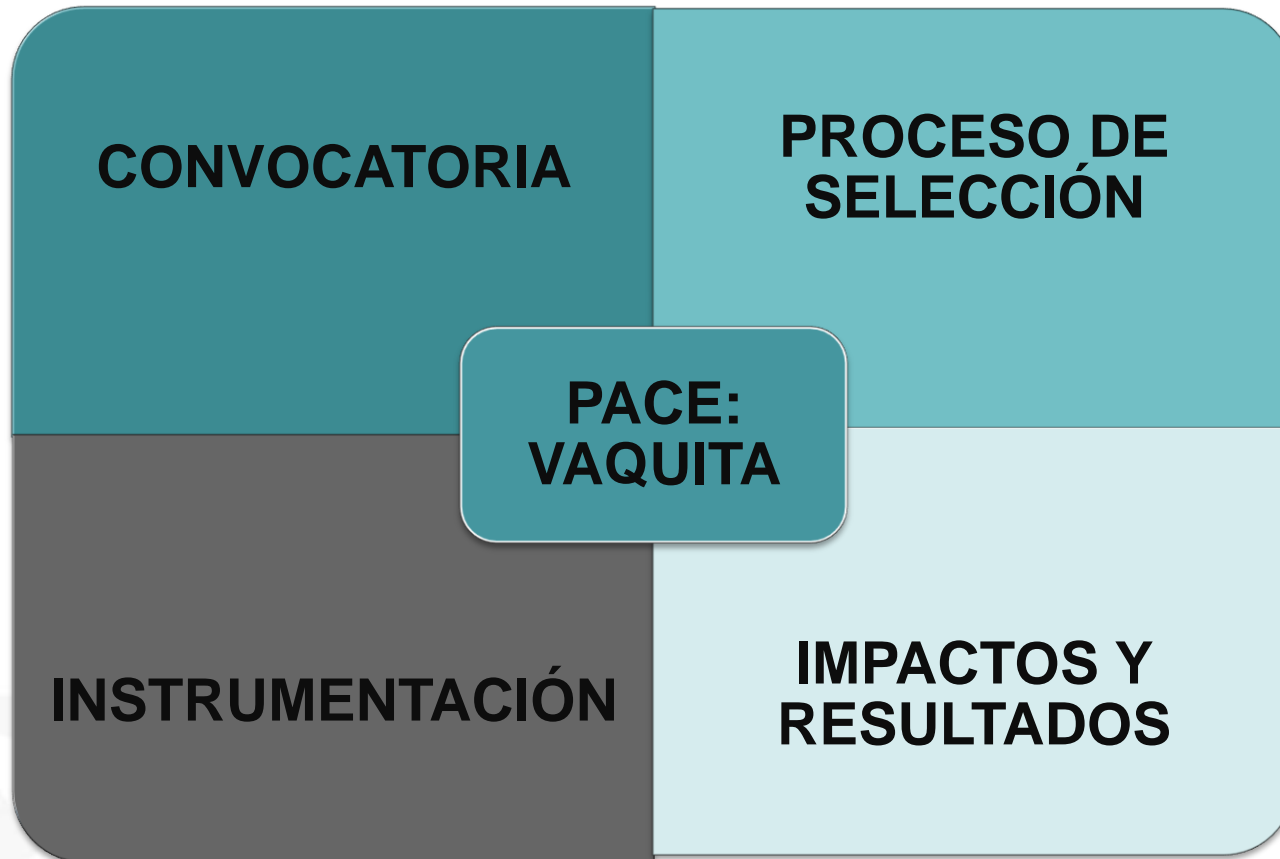 CONVOCATORIA
PROCESO DE
SELECCIÓN
PACE:
VAQUITA
INSTRUMENTACIÓN
IMPACTOS Y
RESULTADOS